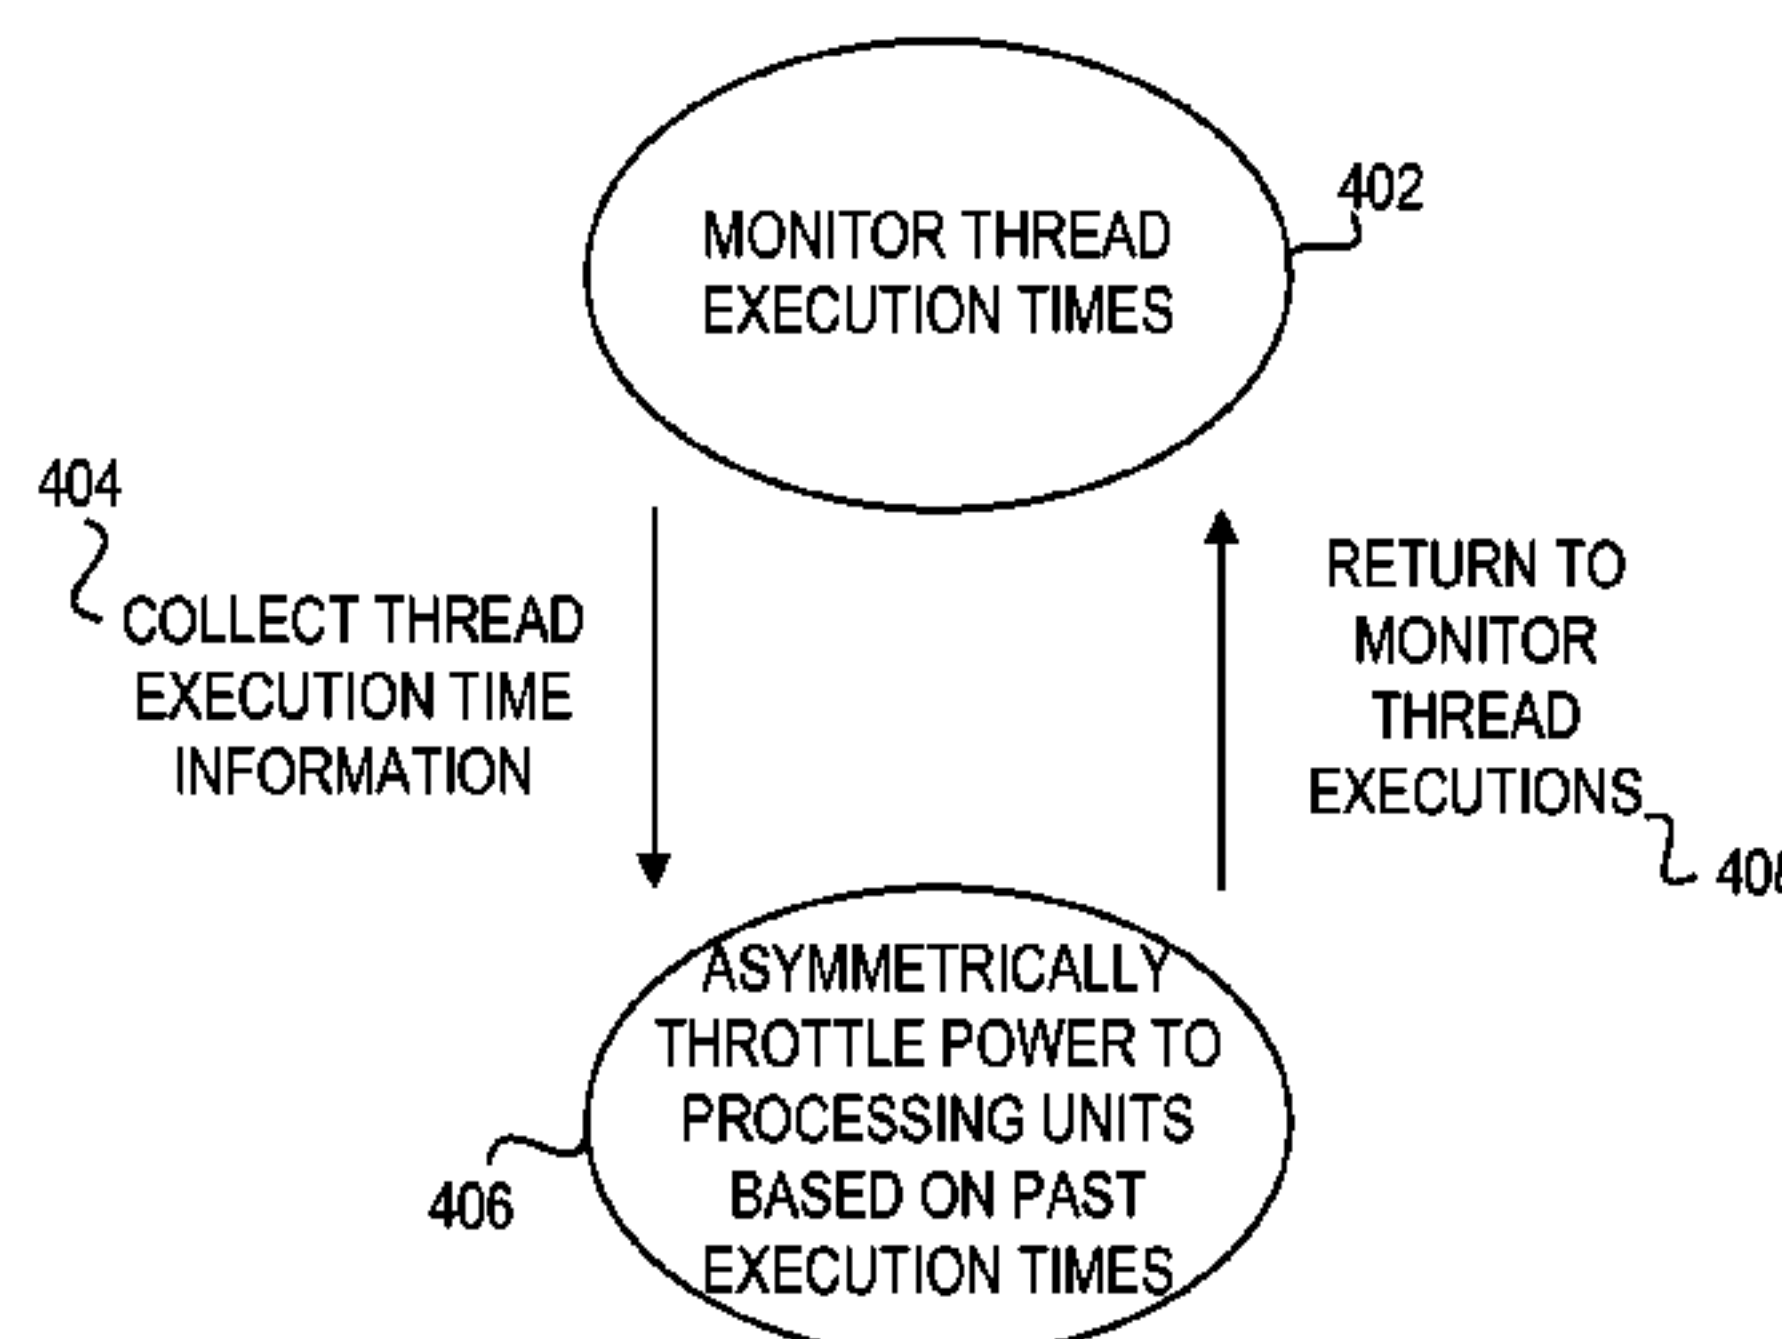 402
MONITOR THREAD
EXECUTION TIMES
404
COLLECT THREAD
EXECUTION TIME
INFORMATION
RETURN TO
MONITOR
THREAD
EXECUTIONS
ASYMMETRICALLY
THROTTLE POWER TO
PROCESSING UNITS
BASED ON PAST
EXECUTION TIMES
406